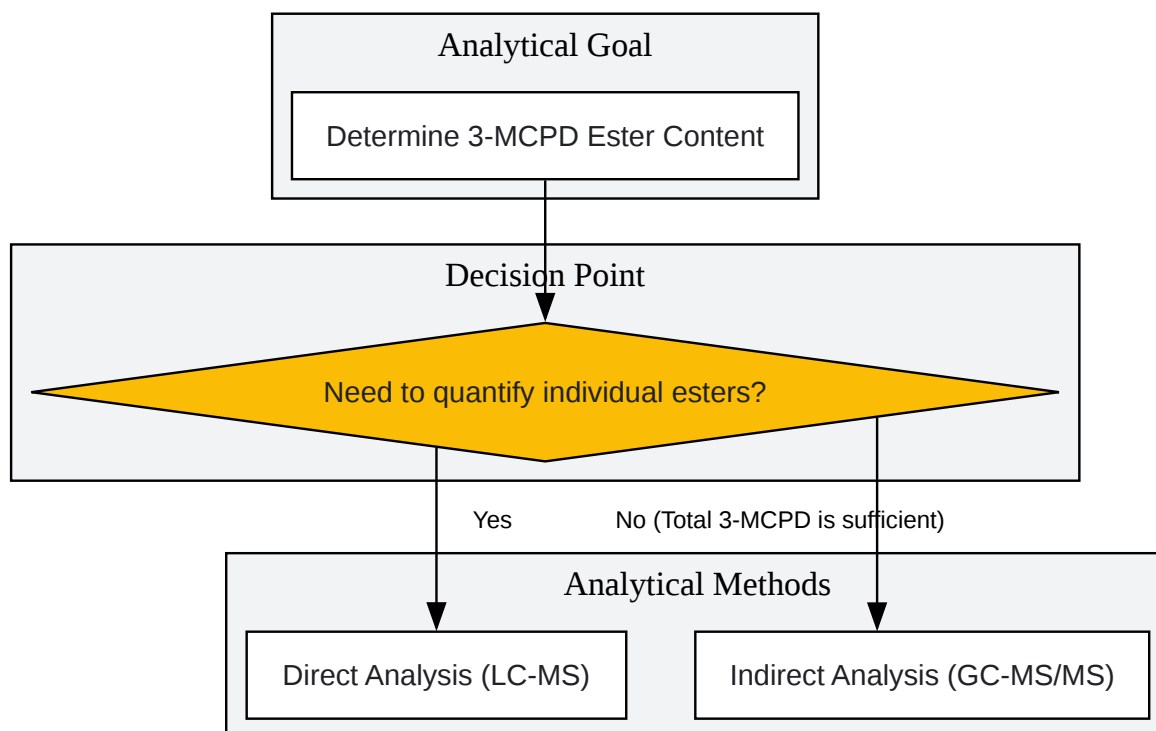 Analytical Goal
Determine 3-MCPD Ester Content
Decision Point
Need to quantify individual esters?
Yes
No (Total 3-MCPD is sufficient)
Analytical Methods
Direct Analysis (LC-MS)
Indirect Analysis (GC-MS/MS)